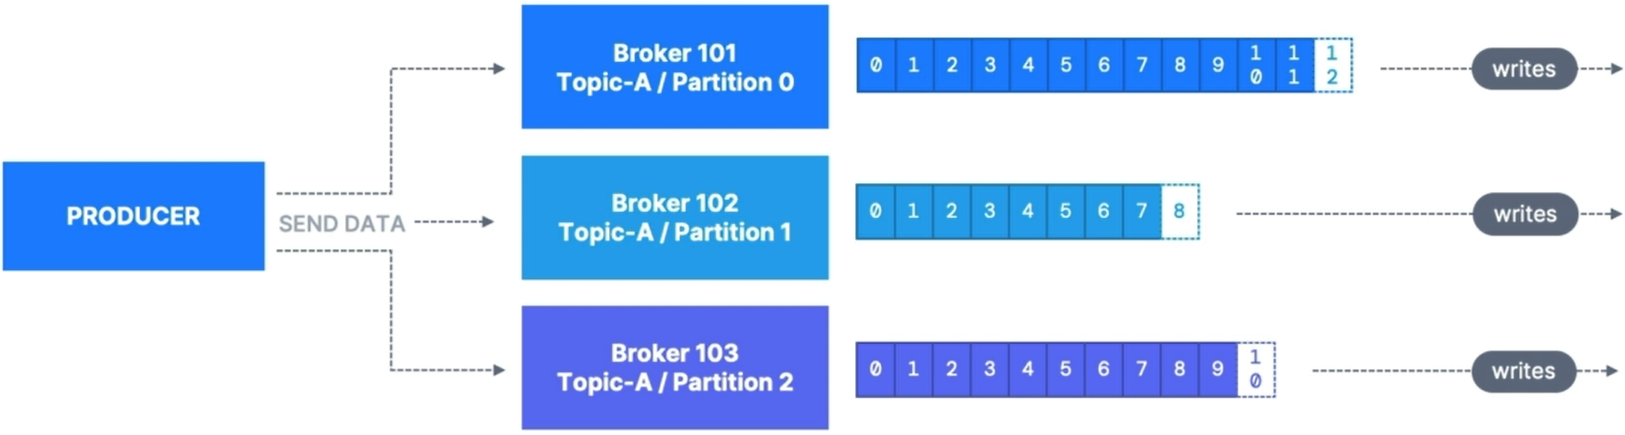 PRODUCER
SEND DATA
Broker 101
Topic-A / Partition 0
0 1 2 3 4 5 6 7 8 9 10 11 12
writes
Broker 102
Topic-A / Partition 1
0 1 2 3 4 5 6 7 8
writes
Broker 103
Topic-A / Partition 2
0 1 2 3 4 5 6 7 8 9 10
writes